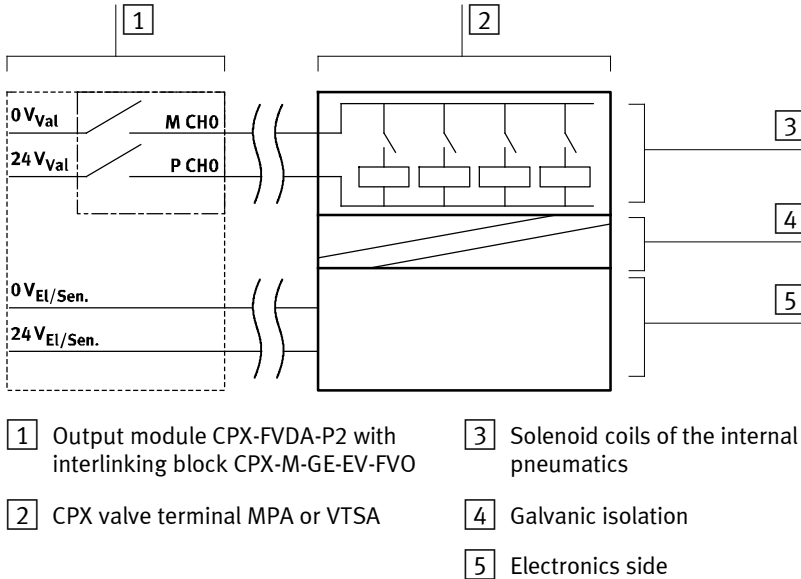 1
2
0 VVal
M CH0
24 VVal
P CH0
3
4
0 VEl/Sen.
24 VEl/Sen.
5
1 Output module CPX-FVDA-P2 with
interlinking block CPX-M-GE-EV-FVO
2 CPX valve terminal MPA or VTSA
3 Solenoid coils of the internal
pneumatics
4 Galvanic isolation
5 Electronics side